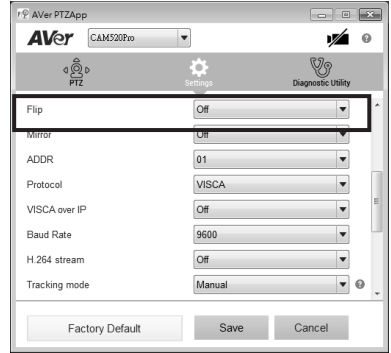 AVer PTZApp
AVer CAM520Pro ?
PTZ Settings Diagnostic Utility
Flip Off
Mirror Off
ADDR 01
Protocol VISCA
VISCA over IP Off
Baud Rate 9600
H.264 stream Off
Tracking mode Manual ?
Factory Default Save Cancel